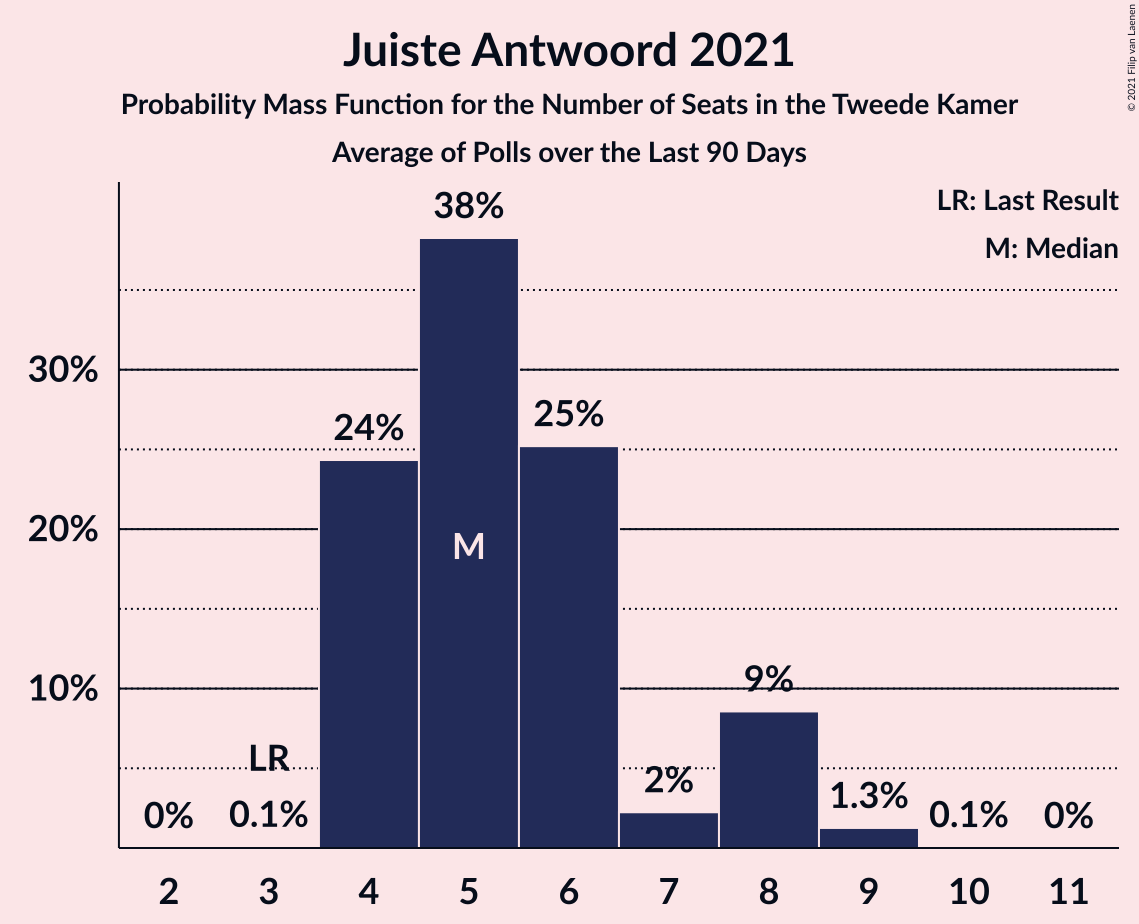 Juiste Antwoord 2021
Probability Mass Function for the Number of Seats in the Tweede Kamer
Average of Polls over the Last 90 Days
© 2021 Filip van Laenen
LR: Last Result
M: Median
38%
30%
24%
25%
20%
M
10%
9%
LR
2%
0%
0.1%
1.3%
0.1%
0%
2 3 4 5 6 7 8 9 10 11